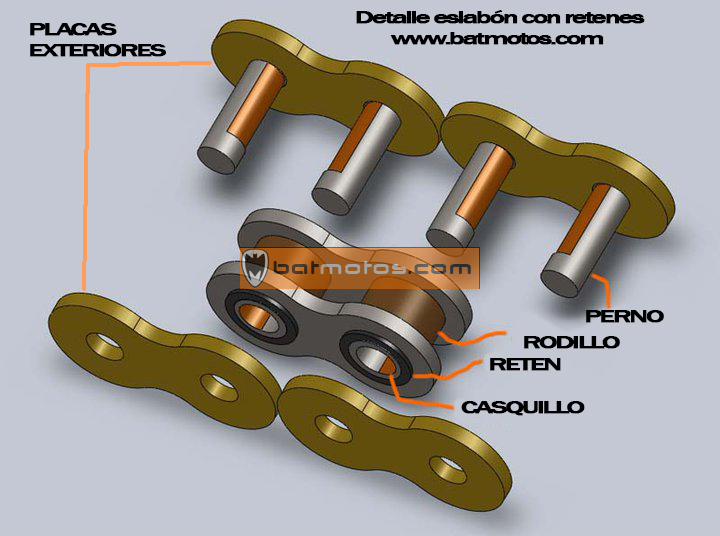 Detalle eslabón con retenes
www.batmotos.com
PLACAS
EXTERIORES
batmotos.com
PERNO
RODILLO
RETEN
CASQUILLO